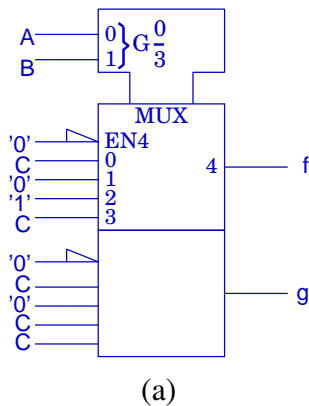 A 0 } G 0/3
B 1
MUX
'0' EN4
C 0
'0' 1 4 f
'1' 2
C 3
'0'
C
'0' g
C
C
(a)